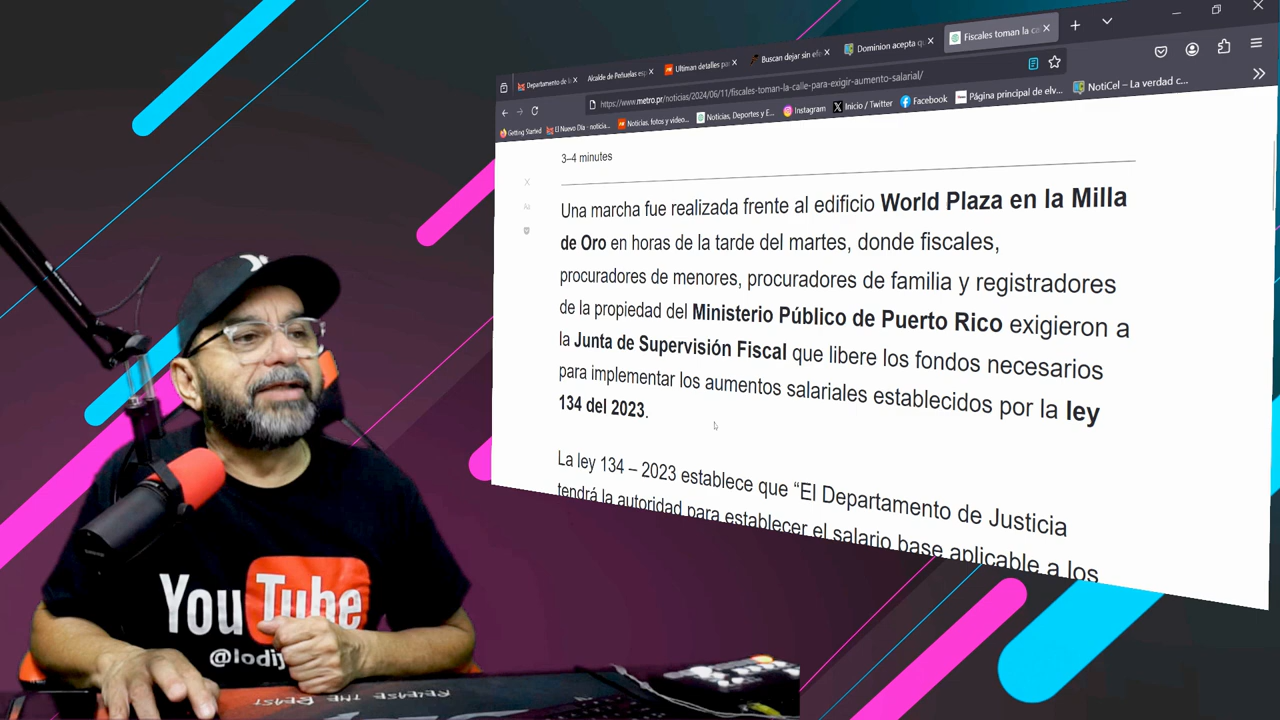 Departamento de l
Alcalde de Peñuelas es
Ultiman detalles pa
Buscan dejar sin efe
Dominion acepta q
Fiscales toman la ca
https://www.metro.pr/noticias/2024/06/11/fiscales-toman-la-calle-para-exigir-aumento-salarial/
Getting Started
El Nuevo Día - noticia...
Noticias, fotos y video...
Noticias, Deportes y E...
Instagram
Inicio / Twitter
Facebook
Página principal de elv...
NotiCel – La verdad c...
3–4 minutes
Una marcha fue realizada frente al edificio World Plaza en la Milla
de Oro en horas de la tarde del martes, donde fiscales,
procuradores de menores, procuradores de familia y registradores
de la propiedad del Ministerio Público de Puerto Rico exigieron a
la Junta de Supervisión Fiscal que libere los fondos necesarios
para implementar los aumentos salariales establecidos por la ley
134 del 2023.
La ley 134 – 2023 establece que “El Departamento de Justicia
tendrá la autoridad para establecer el salario base aplicable a los
YouTube
@lodij
RELEASE THE BEAST